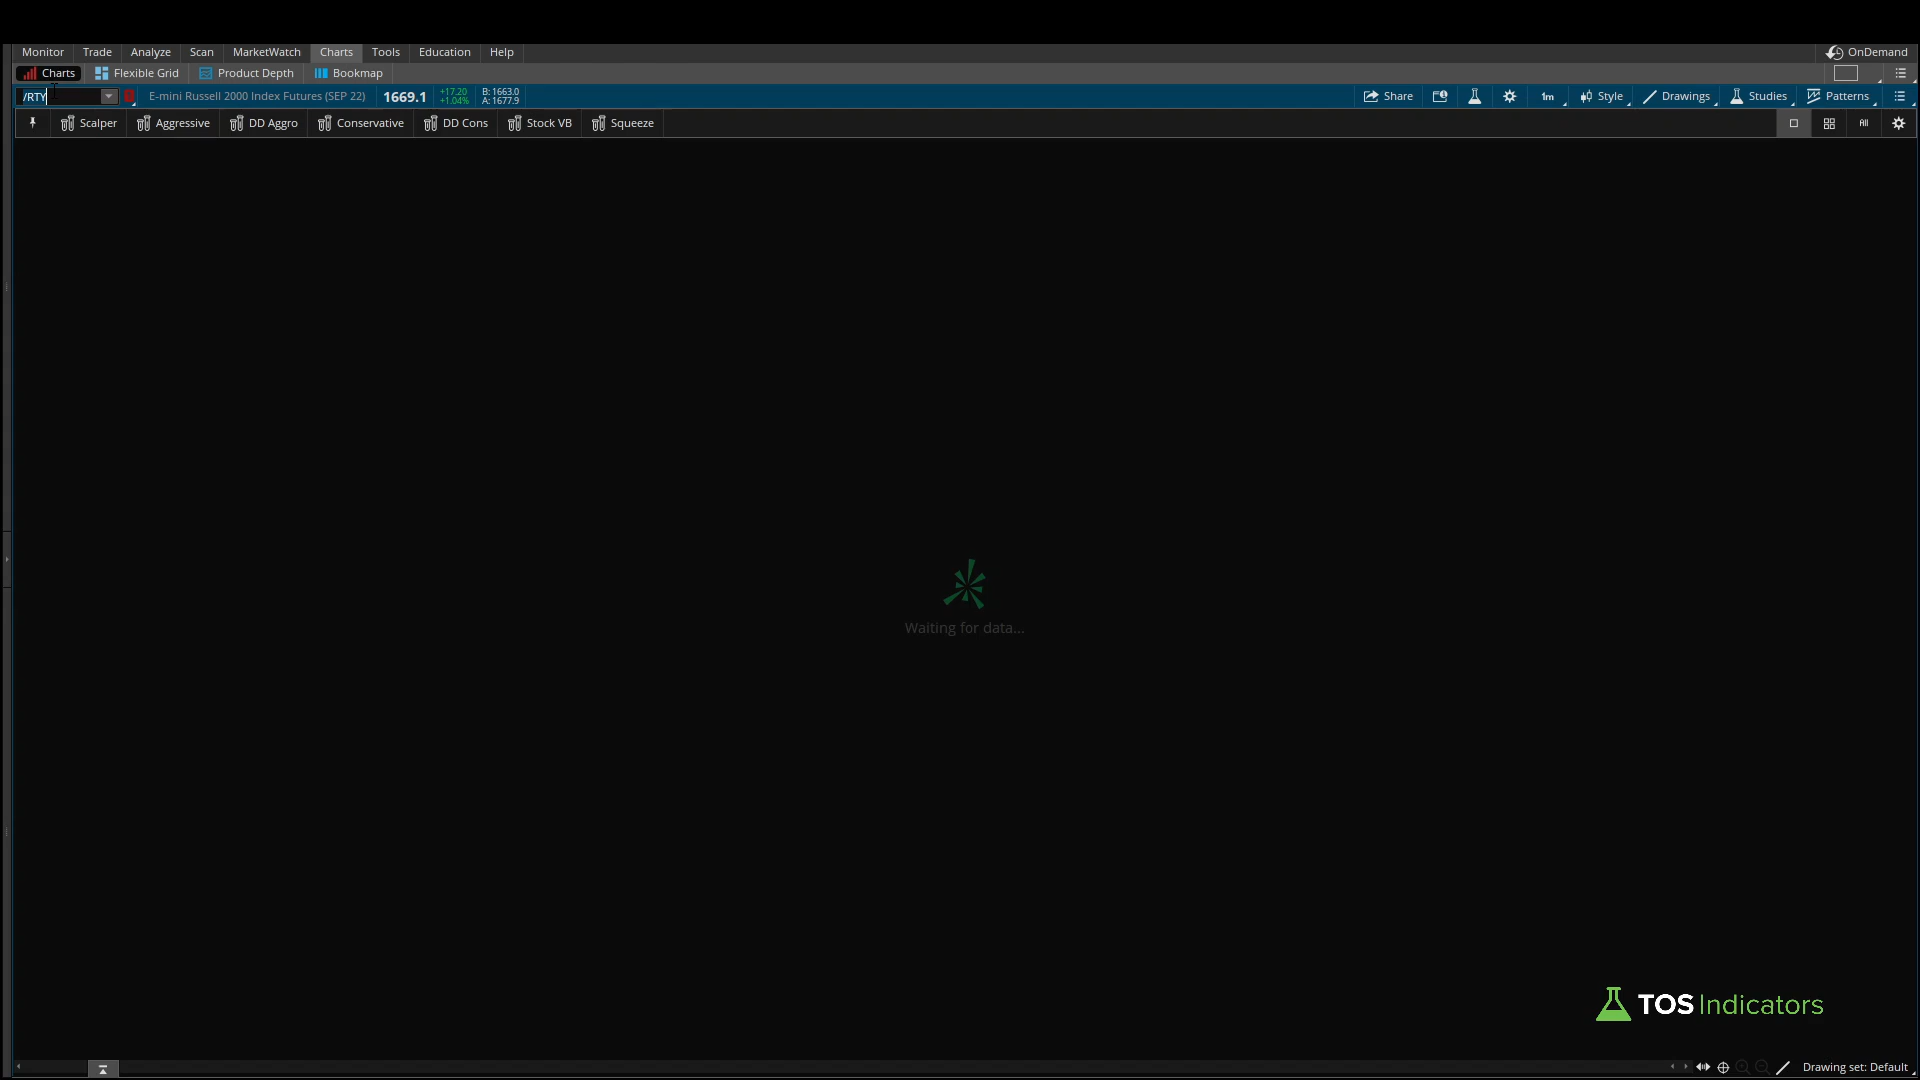 Monitor Trade Analyze Scan MarketWatch Charts Tools Education Help OnDemand
Charts Flexible Grid Product Depth Bookmap
/RTY E-mini Russell 2000 Index Futures (SEP 22) 1669.1 +17.20 B: 1663.0 Share 1m Style Drawings Studies Patterns
+1.04% A: 1677.9
Scalper Aggressive DD Aggro Conservative DD Cons Stock VB Squeeze All
Waiting for data...
TOS Indicators
Drawing set: Default